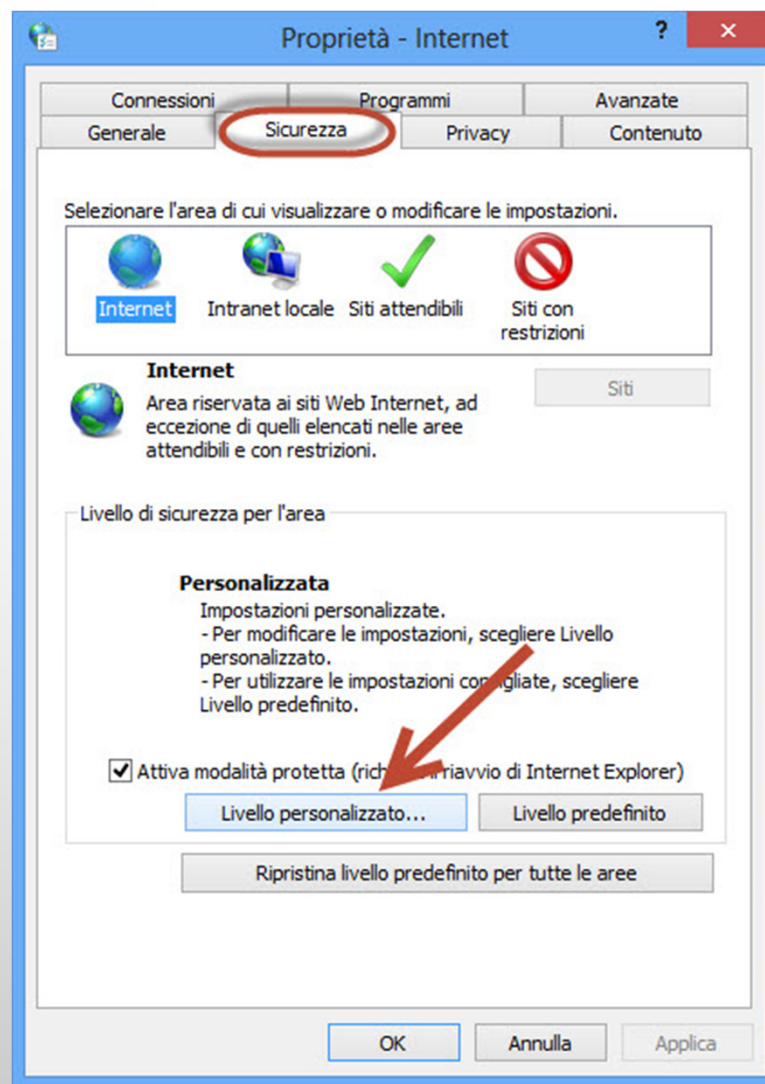 Proprietà - Internet
?
Connessioni Programmi Avanzate
Generale Sicurezza Privacy Contenuto
Selezionare l'area di cui visualizzare o modificare le impostazioni.
Internet Intranet locale Siti attendibili Siti con
restrizioni
Internet
Siti
Area riservata ai siti Web Internet, ad
eccezione di quelli elencati nelle aree
attendibili e con restrizioni.
Livello di sicurezza per l'area
Personalizzata
Impostazioni personalizzate.
- Per modificare le impostazioni, scegliere Livello
personalizzato.
- Per utilizzare le impostazioni consigliate, scegliere
Livello predefinito.
Attiva modalità protetta riavvio di Internet Explorer)
Livello personalizzato... Livello predefinito
Ripristina livello predefinito per tutte le aree
OK Annulla Applica